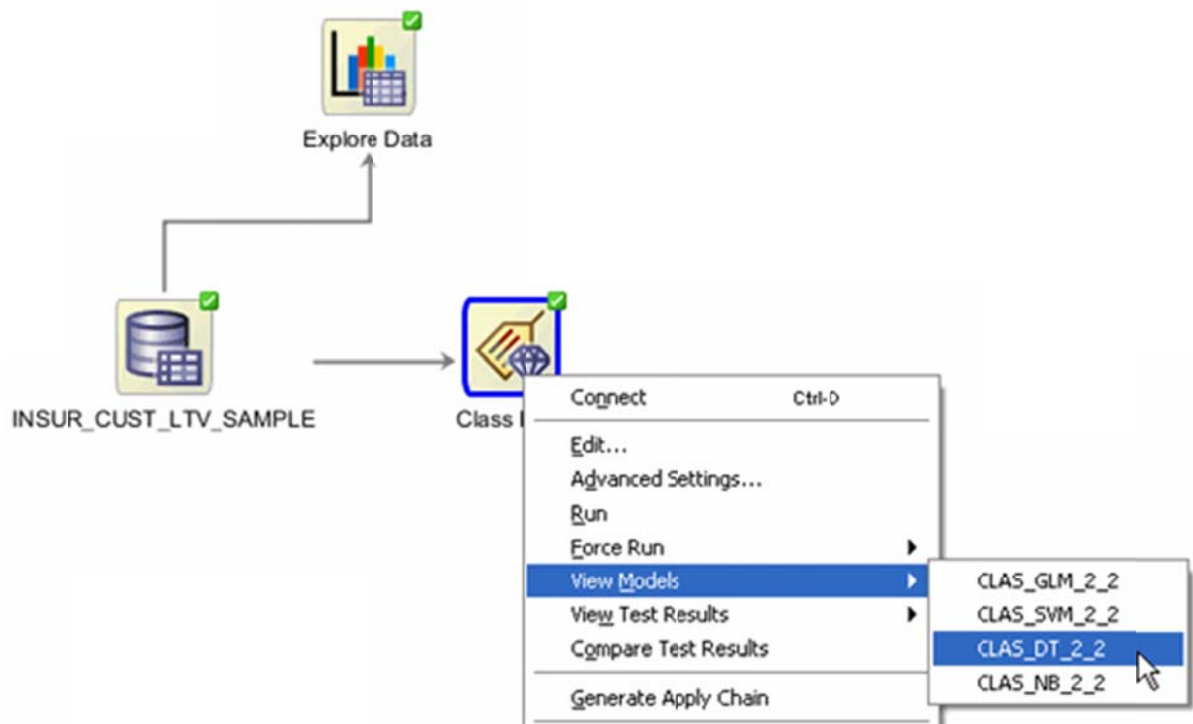 Explore Data
INSUR_CUST_LTV_SAMPLE
Class
Connect Ctrl-D
Edit...
Advanced Settings...
Run
Force Run
View Models
View Test Results
Compare Test Results
Generate Apply Chain
CLAS_GLM_2_2
CLAS_SVM_2_2
CLAS_DT_2_2
CLAS_NB_2_2